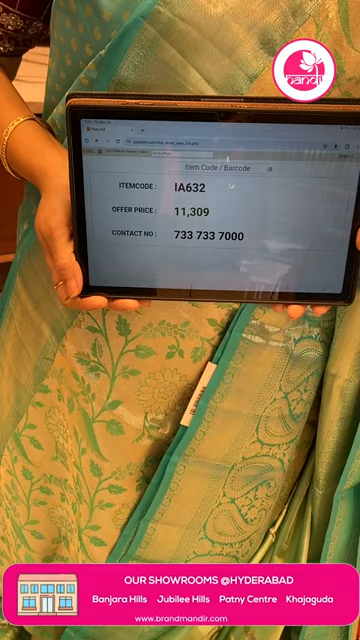 nandi
Item Code / Barcode
ITEMCODE : IA632
OFFER PRICE : 11,309
CONTACT NO : 733 733 7000
OUR SHOWROOMS @HYDERABAD
Banjara Hills Jubilee Hills Patny Centre Khajaguda
www.brandmandir.com